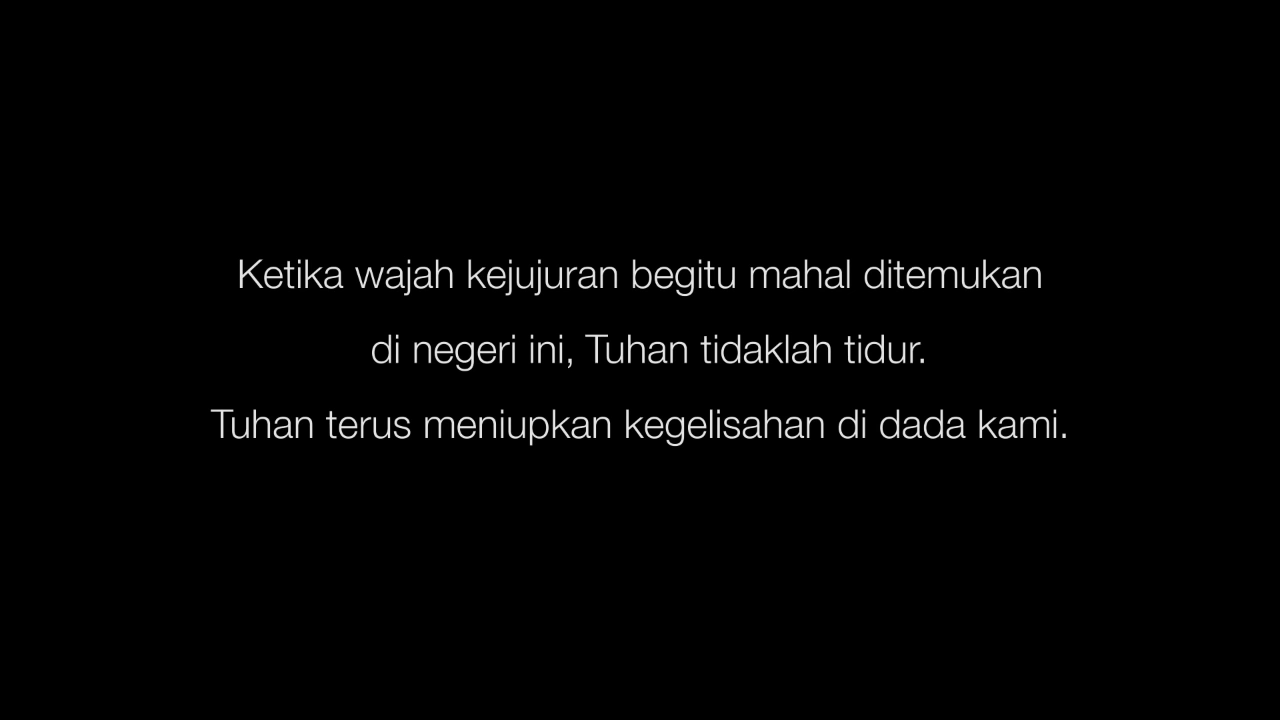 Ketika wajah kejujuran begitu mahal ditemukan
di negeri ini, Tuhan tidaklah tidur.
Tuhan terus meniupkan kegelisahan di dada kami.